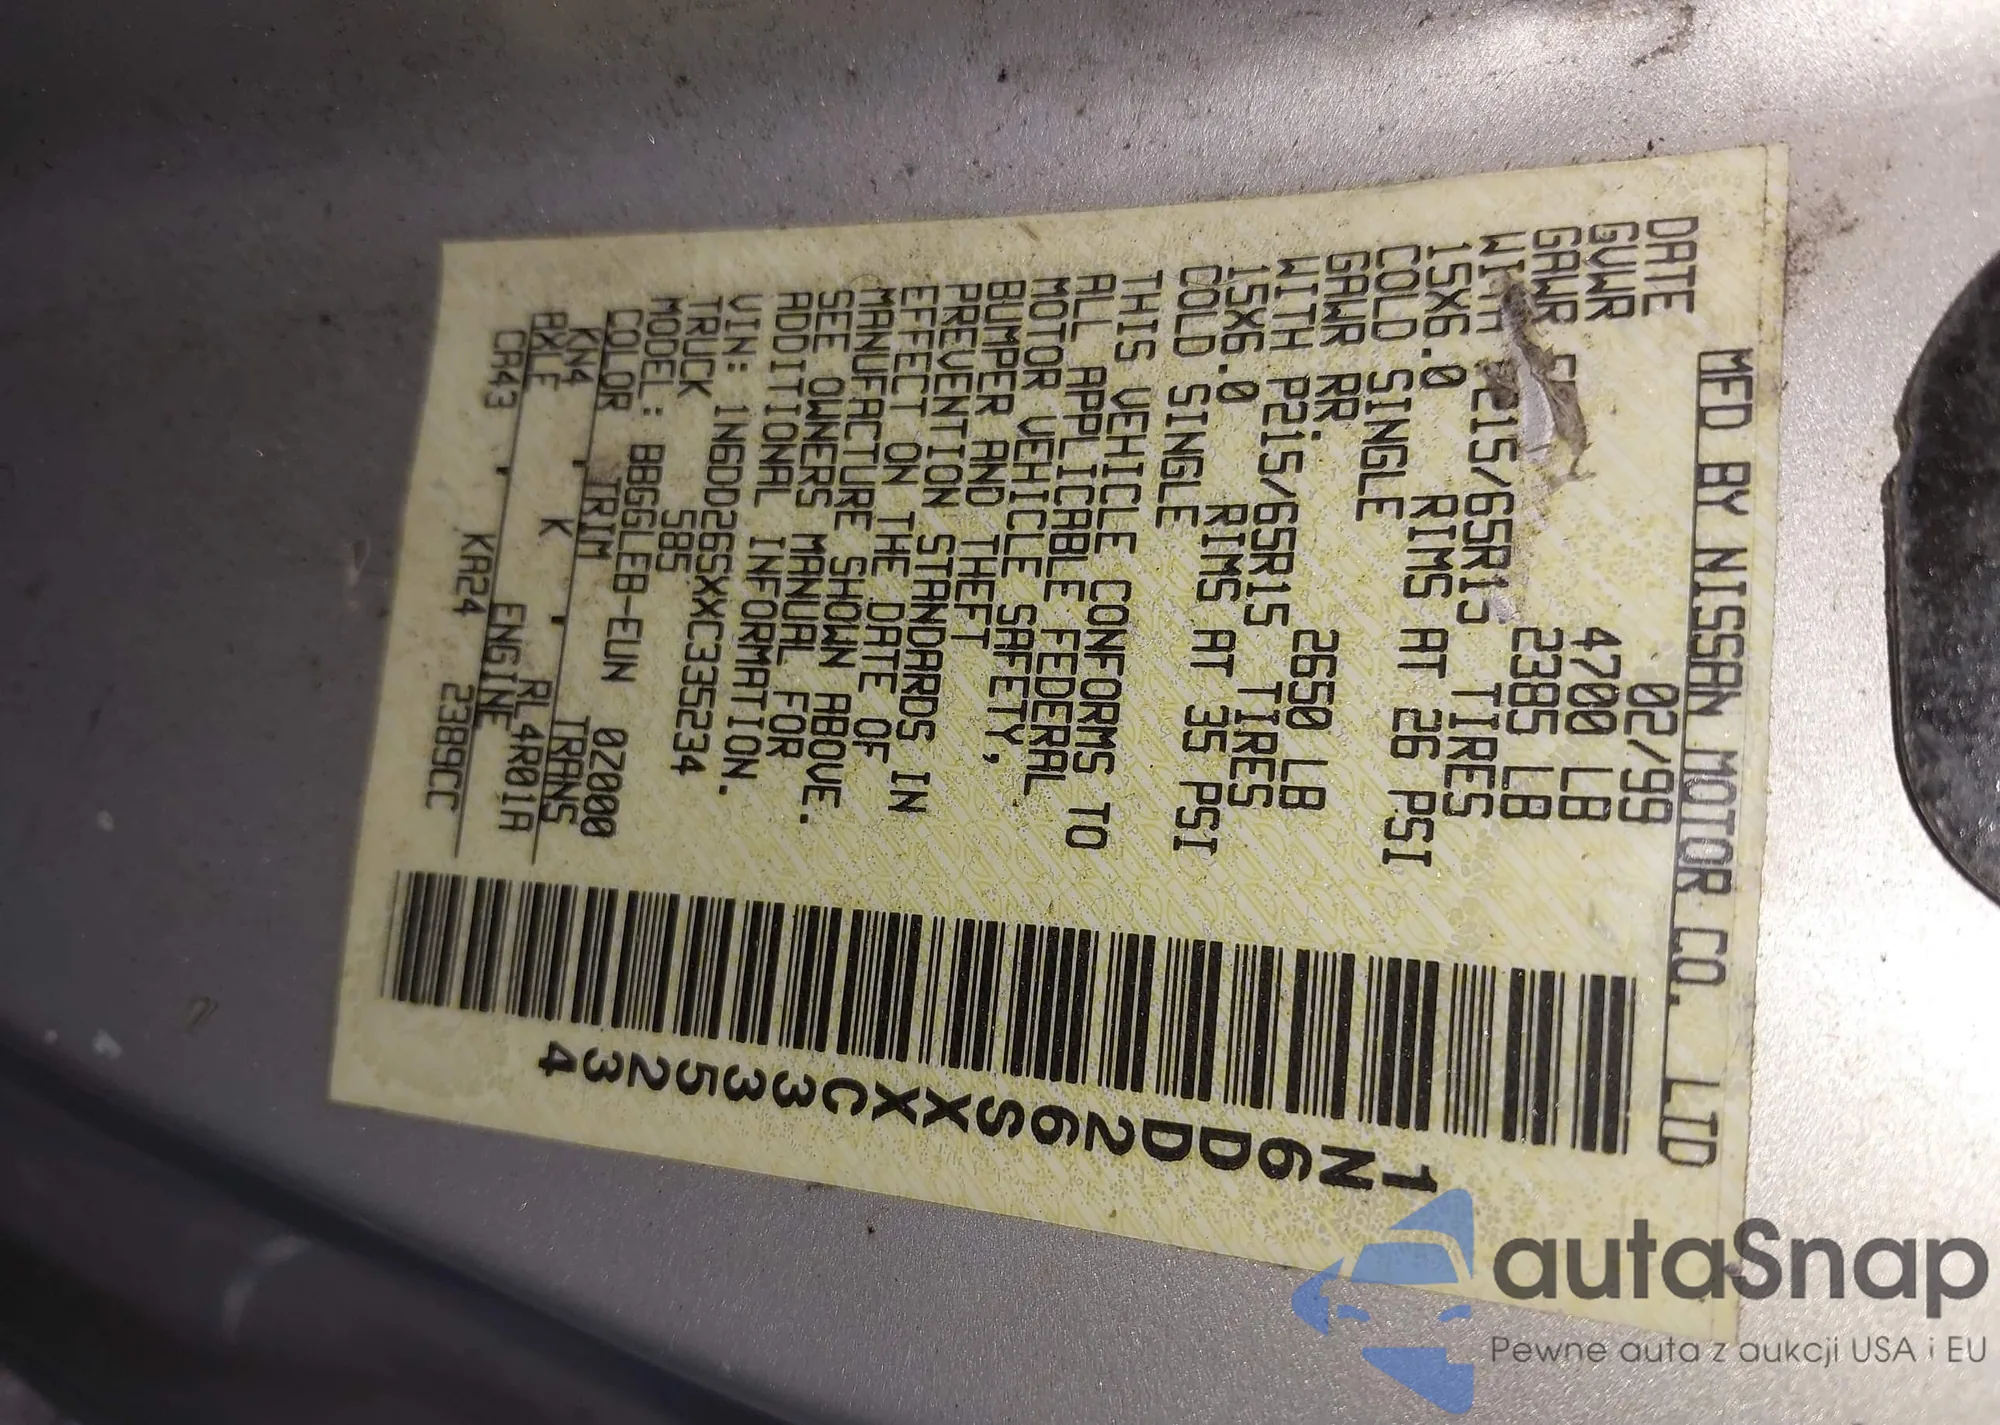 MFD BY NISSAN MOTOR CO., LTD
DATE 02/99
GVWR 4700 LB
GAWR 2385 LB
215/65R15 TIRES
15X6.0 RIMS AT 26 PSI
COLD SINGLE
GAWR RR. 2650 LB
WITH P215/65R15 TIRES
15X6.0 RIMS AT 35 PSI
COLD SINGLE
THIS VEHICLE CONFORMS TO
ALL APPLICABLE FEDERAL
MOTOR VEHICLE SAFETY,
BUMPER AND THEFT
PREVENTION STANDARDS IN
EFFECT ON THE DATE OF
MANUFACTURE SHOWN ABOVE.
SEE OWNERS MANUAL FOR
ADDITIONAL INFORMATION.
VIN: 1N6DD26SXXC335234
TRUCK 585
MODEL: BBGGLEB-EUN 0Z000
COLOR TRIM TRANS
KN4 K RL4R01A
AXLE ENGINE
CA43 KA24 2389CC
1N6DD26SXXC335234
autaSnap
Pewne auta z aukcji USA i EU